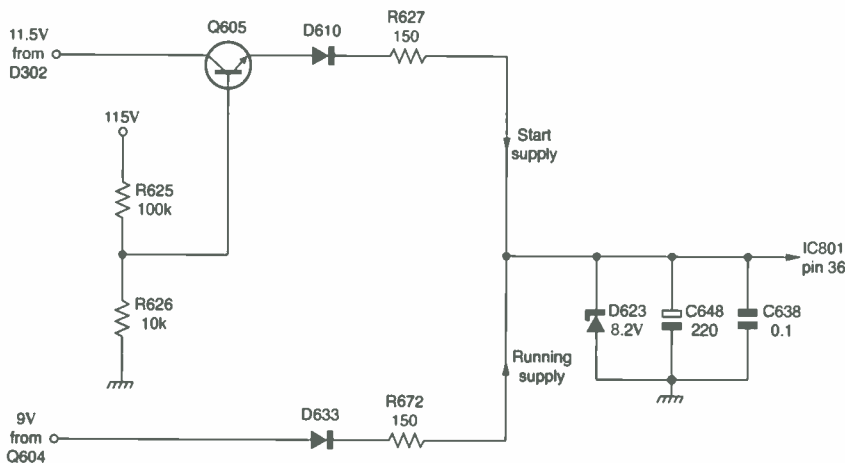 11.5V
from
D302
Q605
D610
R627
150
115V
R625
100k
R626
10k
Start
supply
IC801
pin 36
D623
8.2V
C648
220
C638
0.1
Running
supply
9V
from
Q604
D633
R672
150